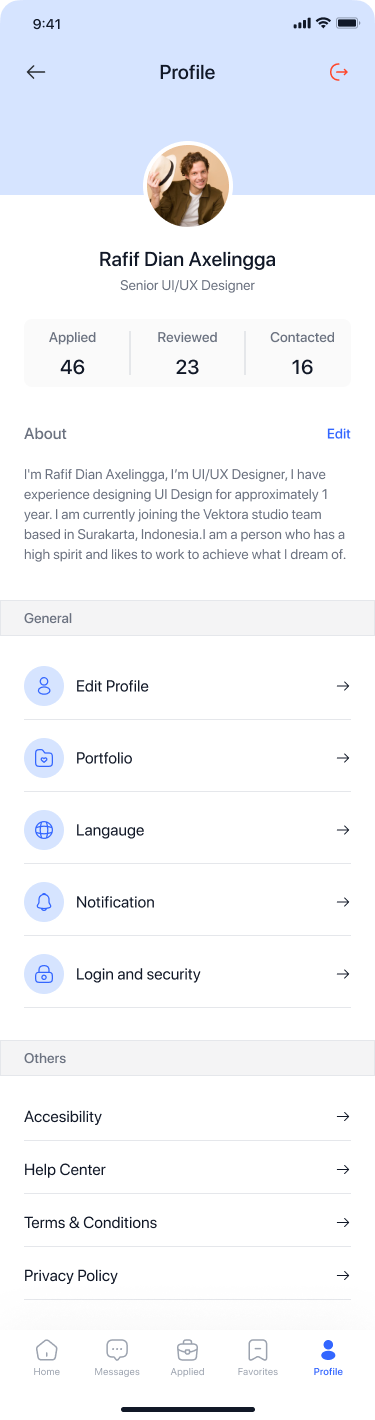 9:41
Profile
Rafif Dian Axelingga
Senior UI/UX Designer
Applied
Reviewed
Contacted
46
23
16
About
Edit
I'm Rafif Dian Axelingga, I’m UI/UX Designer, I have
experience designing UI Design for approximately 1
year. I am currently joining the Vektora studio team
based in Surakarta, Indonesia.I am a person who has a
high spirit and likes to work to achieve what I dream of.
General
Edit Profile
Portfolio
Langauge
Notification
Login and security
Others
Accesibility
Help Center
Terms & Conditions
Privacy Policy
Home
Messages
Applied
Favorites
Profile